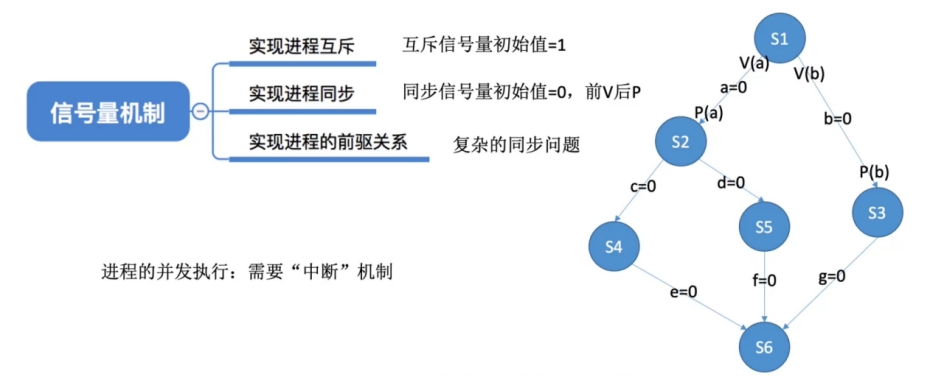 信号量机制
实现进程互斥 互斥信号量初始值=1
实现进程同步 同步信号量初始值=0，前V后P
实现进程的前驱关系 复杂的同步问题
进程的并发执行：需要“中断”机制
S1
V(a) V(b)
a=0
b=0
P(a)
S2
P(b)
c=0 d=0
S3
S4 S5
e=0 f=0 g=0
S6